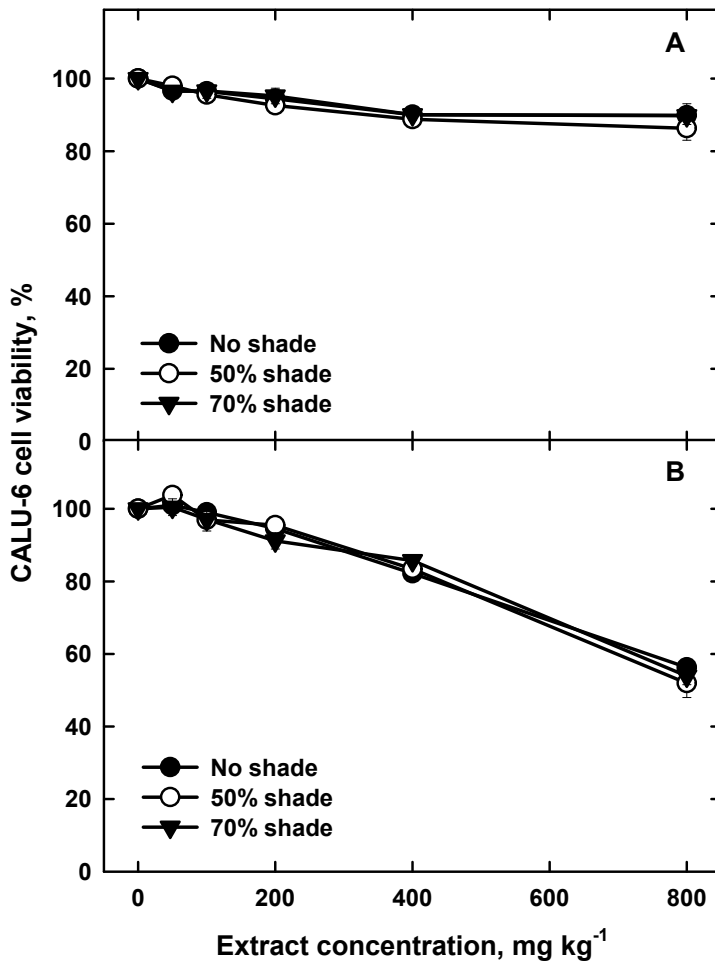 A
100
80
60
40
20
0
No shade
50% shade
70% shade
CALU-6 cell viability, %
B
100
80
60
40
20
0
No shade
50% shade
70% shade
0 200 400 600 800
Extract concentration, mg kg⁻¹